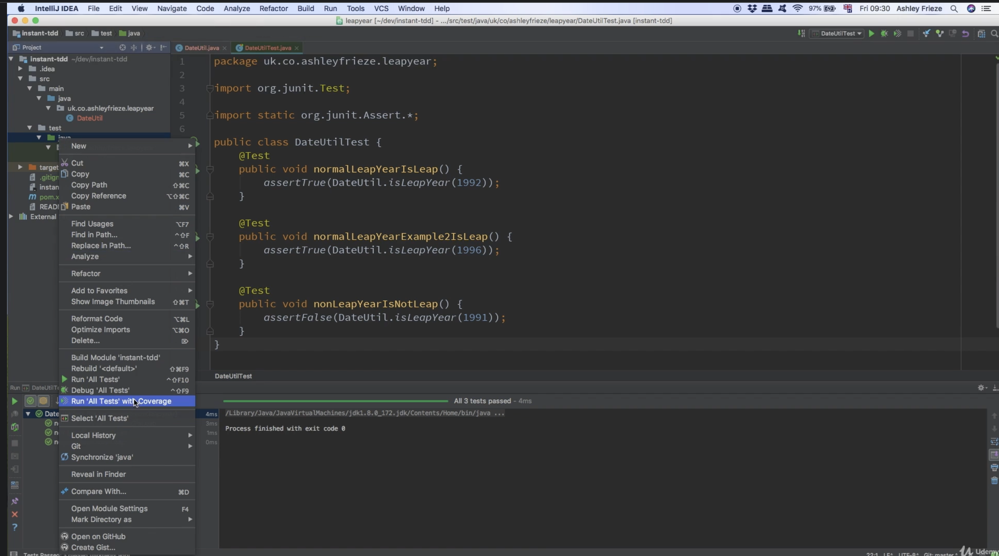 IntelliJ IDEA File Edit View Navigate Code Analyze Refactor Build Run Tools VCS Window Help 97% Fri 09:30 Ashley Frieze
leapyear [~/dev/instant-tdd] - .../src/test/java/uk/co/ashleyfrieze/leapyear/DateUtilTest.java [instant-tdd]
instant-tdd src test java DateUtilTest
Project
DateUtil.java DateUtilTest.java
instant-tdd ~/dev/instant-tdd
.idea
src
main
java
uk.co.ashleyfrieze.leapyear
DateUtil
test
java
target
.gitign
instan
pom.x
READ
External
New
Cut ⌘X
Copy ⌘C
Copy Path ⇧⌘C
Copy Reference ⌥⇧⌘C
Paste ⌘V
Find Usages ⌥F7
Find in Path... ^⇧F
Replace in Path... ^⇧R
Analyze
Refactor
Add to Favorites
Show Image Thumbnails ⇧⌘T
Reformat Code ⌥⌘L
Optimize Imports ⌥⌘O
Delete... ⌦
Build Module 'instant-tdd'
Rebuild '<default>' ⇧⌘F9
Run 'All Tests' ^⇧F10
Debug 'All Tests' ^⇧F9
Run 'All Tests' with Coverage
Select 'All Tests'
Local History
Git
Synchronize 'java'
Reveal in Finder
Compare With... ⌘D
Open Module Settings F4
Mark Directory as
Open on GitHub
Create Gist...
1 package uk.co.ashleyfrieze.leapyear;
2
3 import org.junit.Test;
4
5 import static org.junit.Assert.*;
6
public class DateUtilTest {
@Test
public void normalLeapYearIsLeap() {
assertTrue(DateUtil.isLeapYear(1992));
}
@Test
public void normalLeapYearExample2IsLeap() {
assertTrue(DateUtil.isLeapYear(1996));
}
@Test
public void nonLeapYearIsNotLeap() {
assertFalse(DateUtil.isLeapYear(1991));
}
}
DateUtilTest
Run DateUtilTe
All 3 tests passed - 4ms
Date 4ms
n 3ms
n 1ms
n 0ms
/Library/Java/JavaVirtualMachines/jdk1.8.0_172.jdk/Contents/Home/bin/java ...
Process finished with exit code 0
22:1 LF UTF-8 Git: master
Udemy